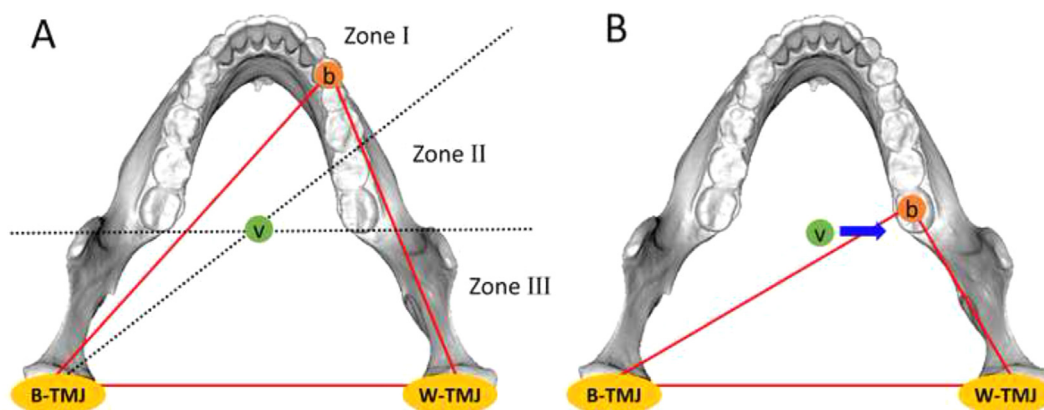 A
Zone I
b
Zone II
v
Zone III
B-TMJ
W-TMJ
B
b
v
B-TMJ
W-TMJ